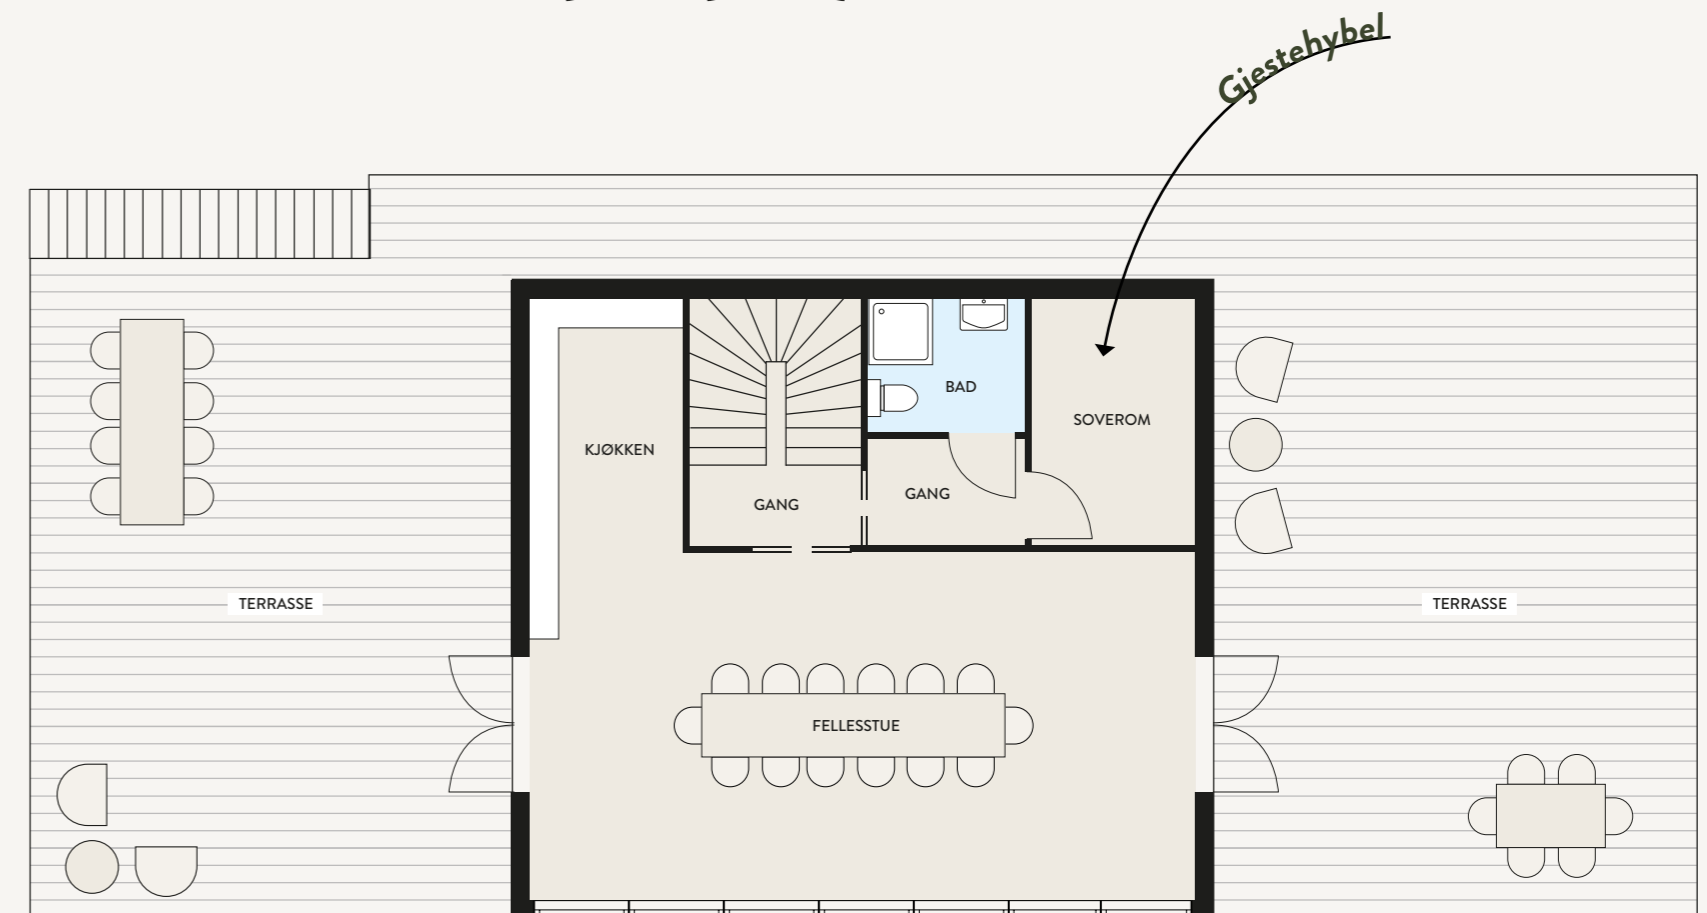 Gjestehybel
BAD
SOVEROM
KJØKKEN
GANG
GANG
TERRASSE
TERRASSE
FELLESSTUE